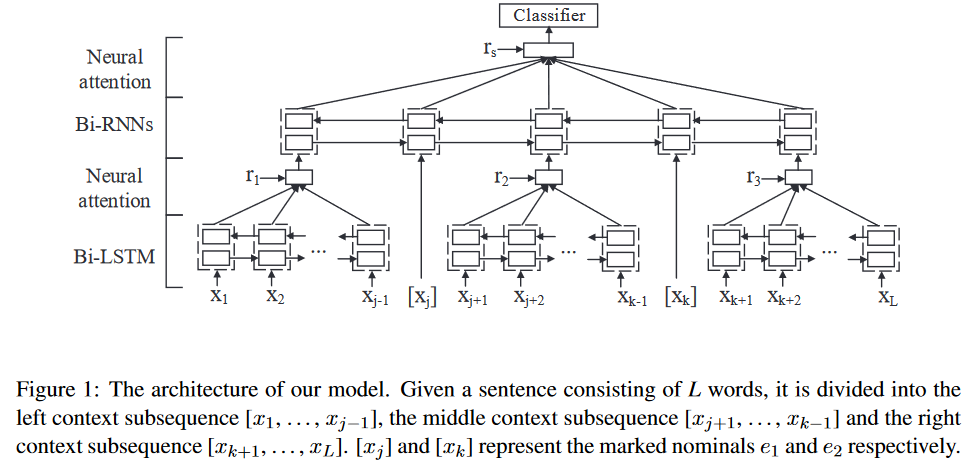 Classifier
r_s
Neural
attention
Bi-RNNs
Neural
attention
r_1 r_2 r_3
Bi-LSTM
... ... ...
x_1 x_2 x_{j-1} [x_j] x_{j+1} x_{j+2} x_{k-1} [x_k] x_{k+1} x_{k+2} x_L
Figure 1: The architecture of our model. Given a sentence consisting of L words, it is divided into the
left context subsequence [x_1, . . . , x_{j−1}], the middle context subsequence [x_{j+1}, . . . , x_{k−1}] and the right
context subsequence [x_{k+1}, . . . , x_L]. [x_j] and [x_k] represent the marked nominals e_1 and e_2 respectively.